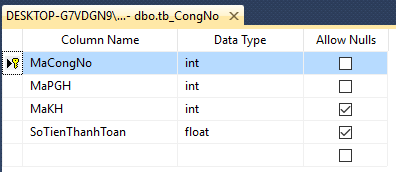 DESKTOP-G7VDGN9\...- dbo.tb_CongNo
Column Name Data Type Allow Nulls
MaCongNo int
MaPGH int
MaKH int
SoTienThanhToan float